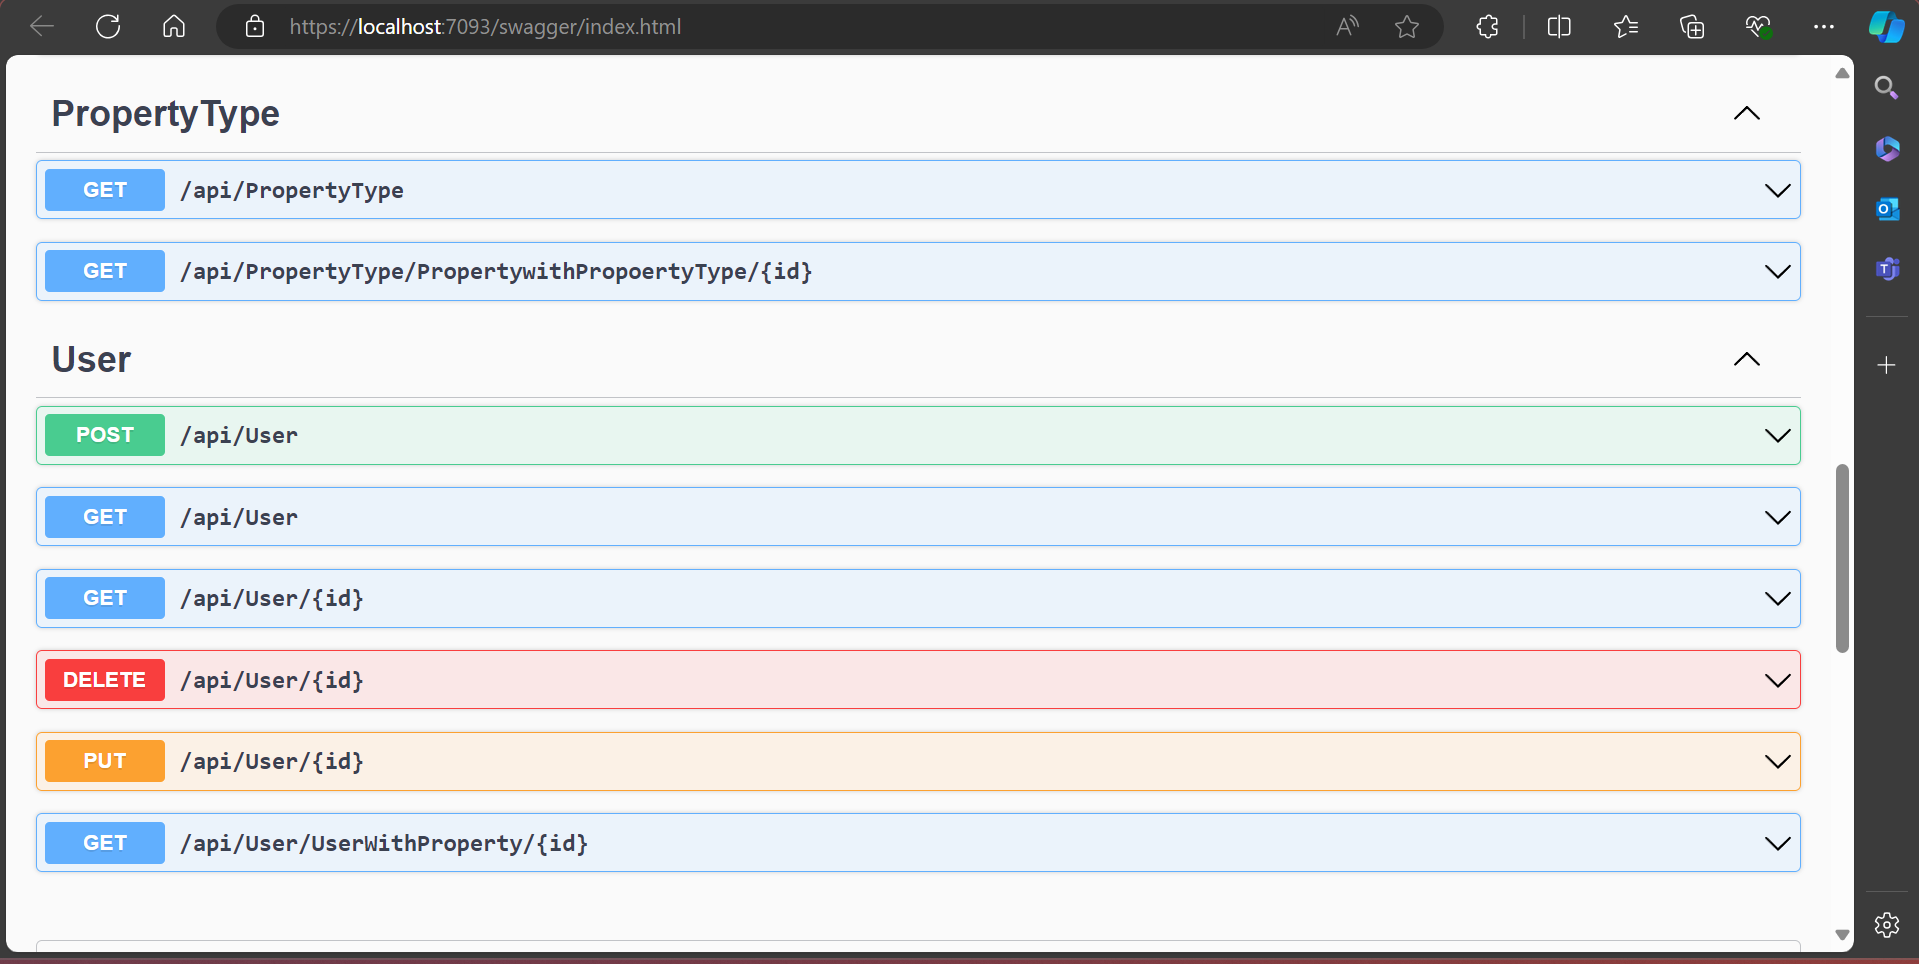 https://localhost:7093/swagger/index.html
PropertyType
GET /api/PropertyType
GET /api/PropertyType/PropertywithPropoertyType/{id}
User
POST /api/User
GET /api/User
GET /api/User/{id}
DELETE /api/User/{id}
PUT /api/User/{id}
GET /api/User/UserWithProperty/{id}